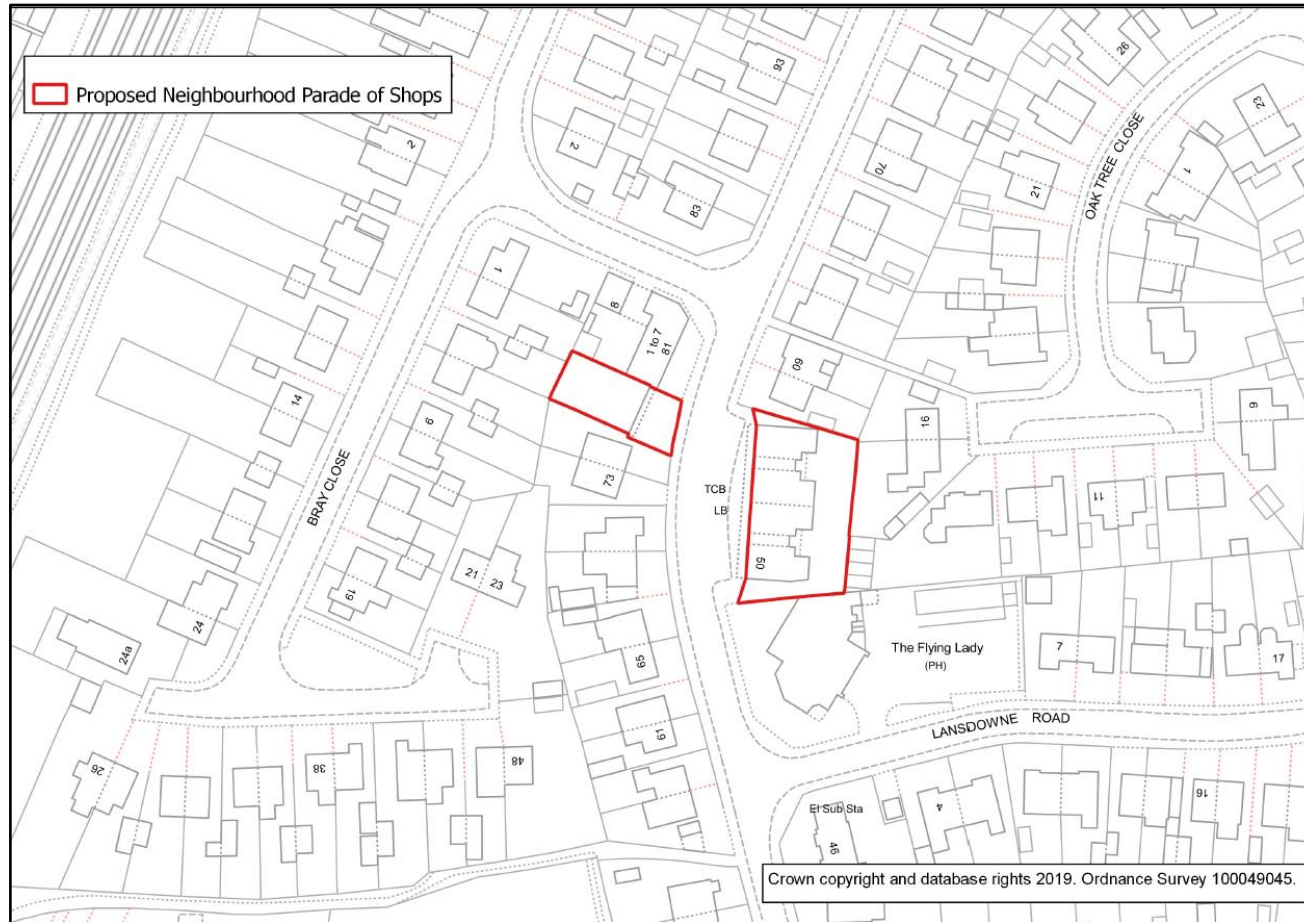 Proposed Neighbourhood Parade of Shops
2
93
26
23
OAK TREE CLOSE
2
70
1
21
83
1
8
1 to 7
81
60
14
16
9
6
BRAY CLOSE
73
TCB
LB
11
50
21 23
19
24
24a
The Flying Lady
(PH)
7
17
65
LANSDOWNE ROAD
61
26
38
48
El Sub Sta
4
16
46
Crown copyright and database rights 2019. Ordnance Survey 100049045.